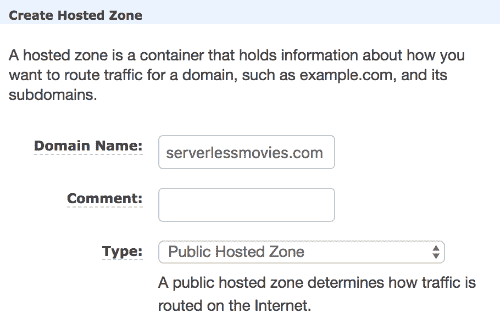 Create Hosted Zone
A hosted zone is a container that holds information about how you
want to route traffic for a domain, such as example.com, and its
subdomains.
Domain Name: serverlessmovies.com
Comment:
Type: Public Hosted Zone
A public hosted zone determines how traffic is
routed on the Internet.